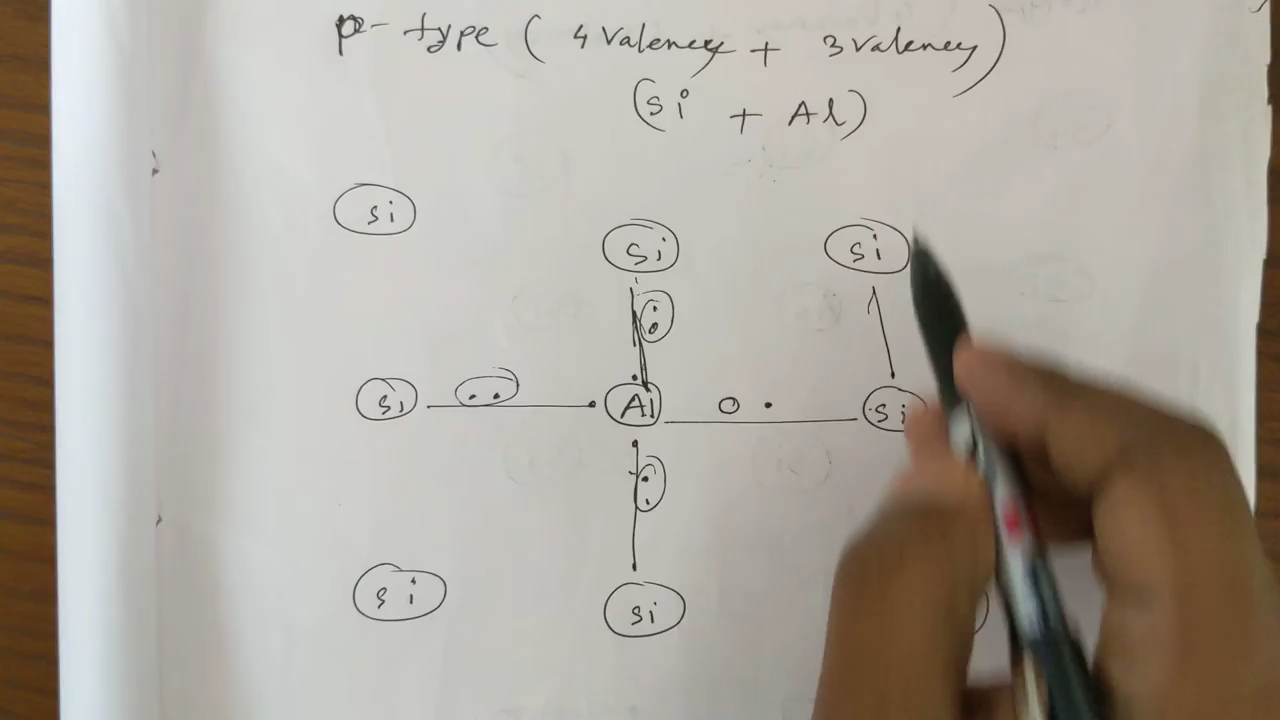 p-type ( 4 valency + 3 valency)
(si + Al)
si
si si
si Al si
si si